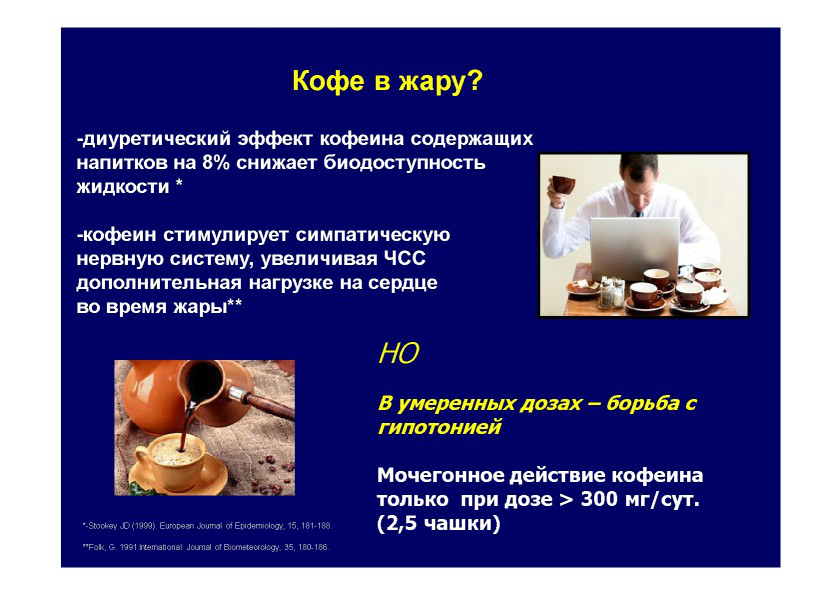 Кофе в жару?
-диуретический эффект кофеина содержащих
напитков на 8% снижает биодоступность
жидкости *
-кофеин стимулирует симпатическую
нервную систему, увеличивая ЧСС
дополнительная нагрузке на сердце
во время жары**
НО
В умеренных дозах – борьба с
гипотонией
Мочегонное действие кофеина
только при дозе > 300 мг/сут.
(2,5 чашки)
*-Stookey JD (1999). European Journal of Epidemiology, 15, 181-188.
**Folk, G. 1991.International Journal of Biometeorology, 35, 180-186.